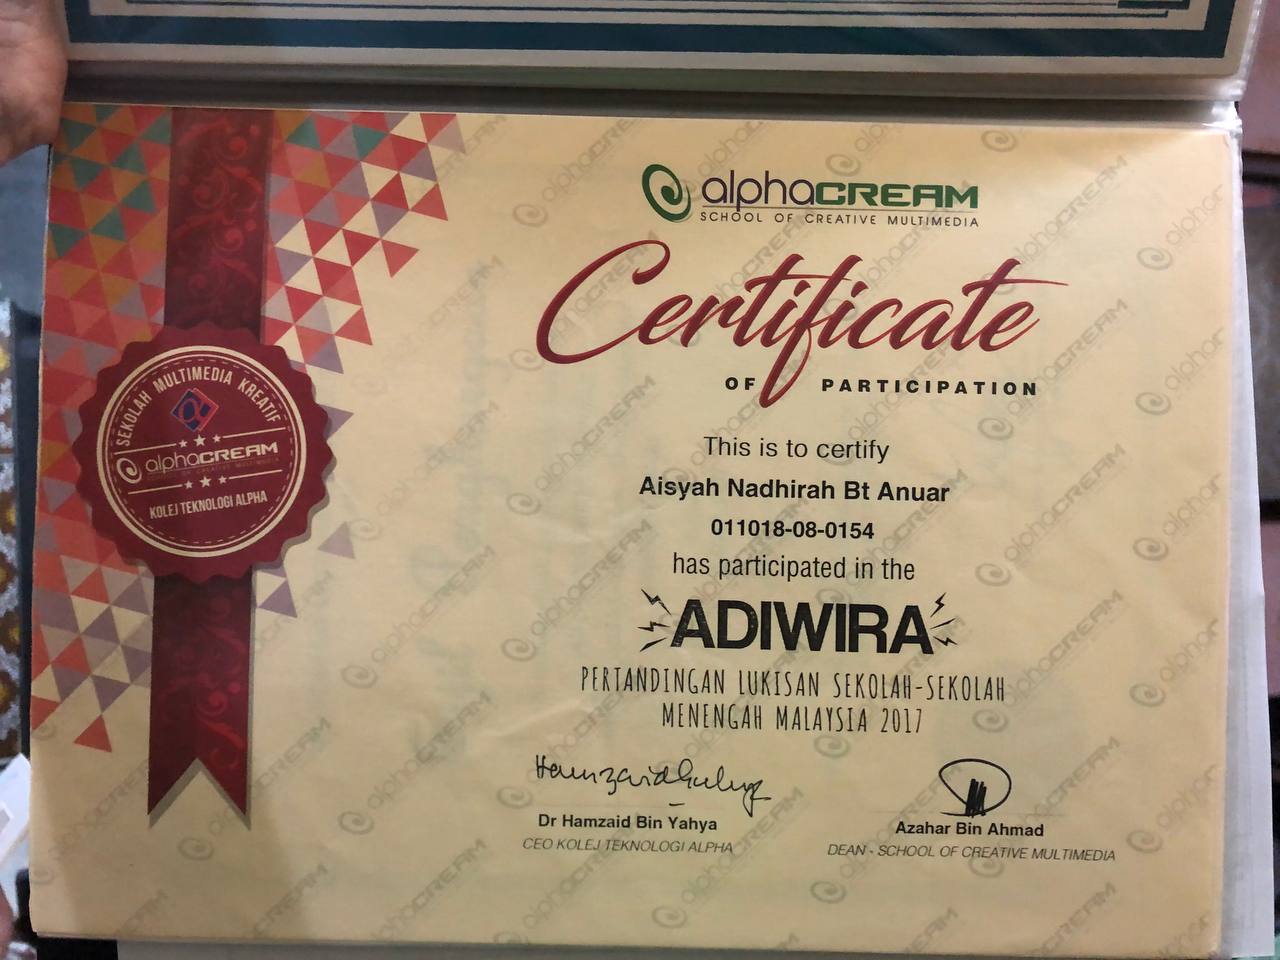 alphaCREAM
SCHOOL OF CREATIVE MULTIMEDIA
Certificate
OF PARTICIPATION
This is to certify
Aisyah Nadhirah Bt Anuar
011018-08-0154
has participated in the
ADIWIRA
PERTANDINGAN LUKISAN SEKOLAH-SEKOLAH
MENENGAH MALAYSIA 2017
Dr Hamzaid Bin Yahya
CEO KOLEJ TEKNOLOGI ALPHA
Azahar Bin Ahmad
DEAN - SCHOOL OF CREATIVE MULTIMEDIA
SEKOLAH MULTIMEDIA KREATIF
alphaCREAM
SCHOOL OF CREATIVE MULTIMEDIA
KOLEJ TEKNOLOGI ALPHA